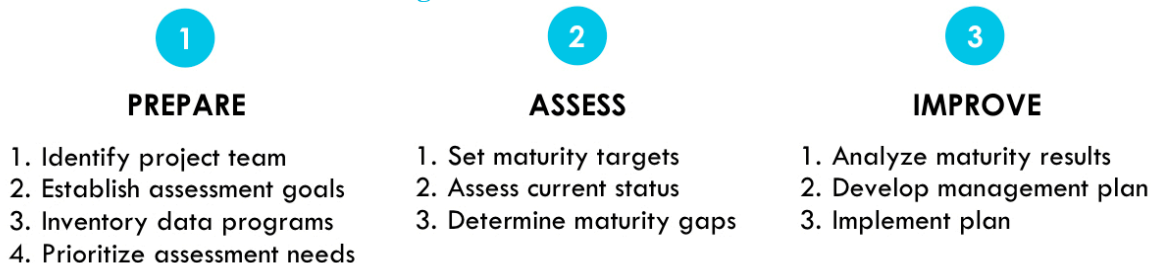 1
PREPARE
1. Identify project team
2. Establish assessment goals
3. Inventory data programs
4. Prioritize assessment needs
2
ASSESS
1. Set maturity targets
2. Assess current status
3. Determine maturity gaps
3
IMPROVE
1. Analyze maturity results
2. Develop management plan
3. Implement plan